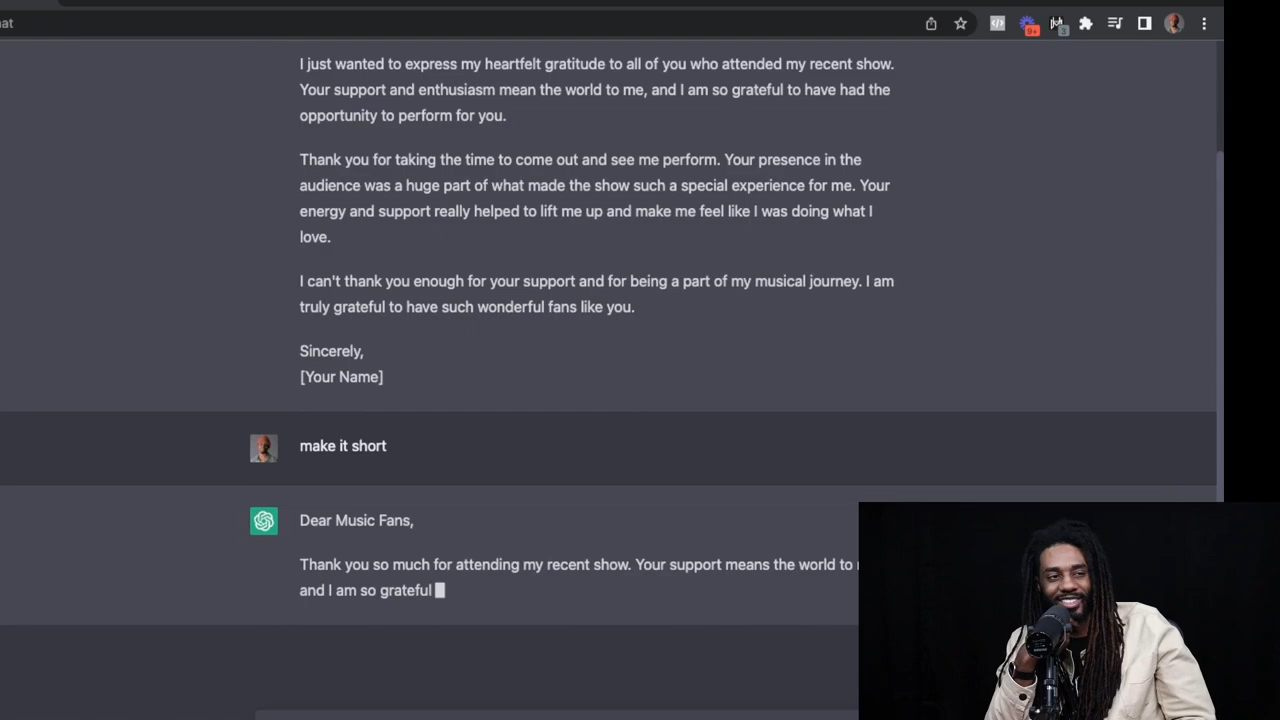 hat
9+
3
I just wanted to express my heartfelt gratitude to all of you who attended my recent show.
Your support and enthusiasm mean the world to me, and I am so grateful to have had the
opportunity to perform for you.
Thank you for taking the time to come out and see me perform. Your presence in the
audience was a huge part of what made the show such a special experience for me. Your
energy and support really helped to lift me up and make me feel like I was doing what I
love.
I can't thank you enough for your support and for being a part of my musical journey. I am
truly grateful to have such wonderful fans like you.
Sincerely,
[Your Name]
make it short
Dear Music Fans,
Thank you so much for attending my recent show. Your support means the world to
and I am so grateful